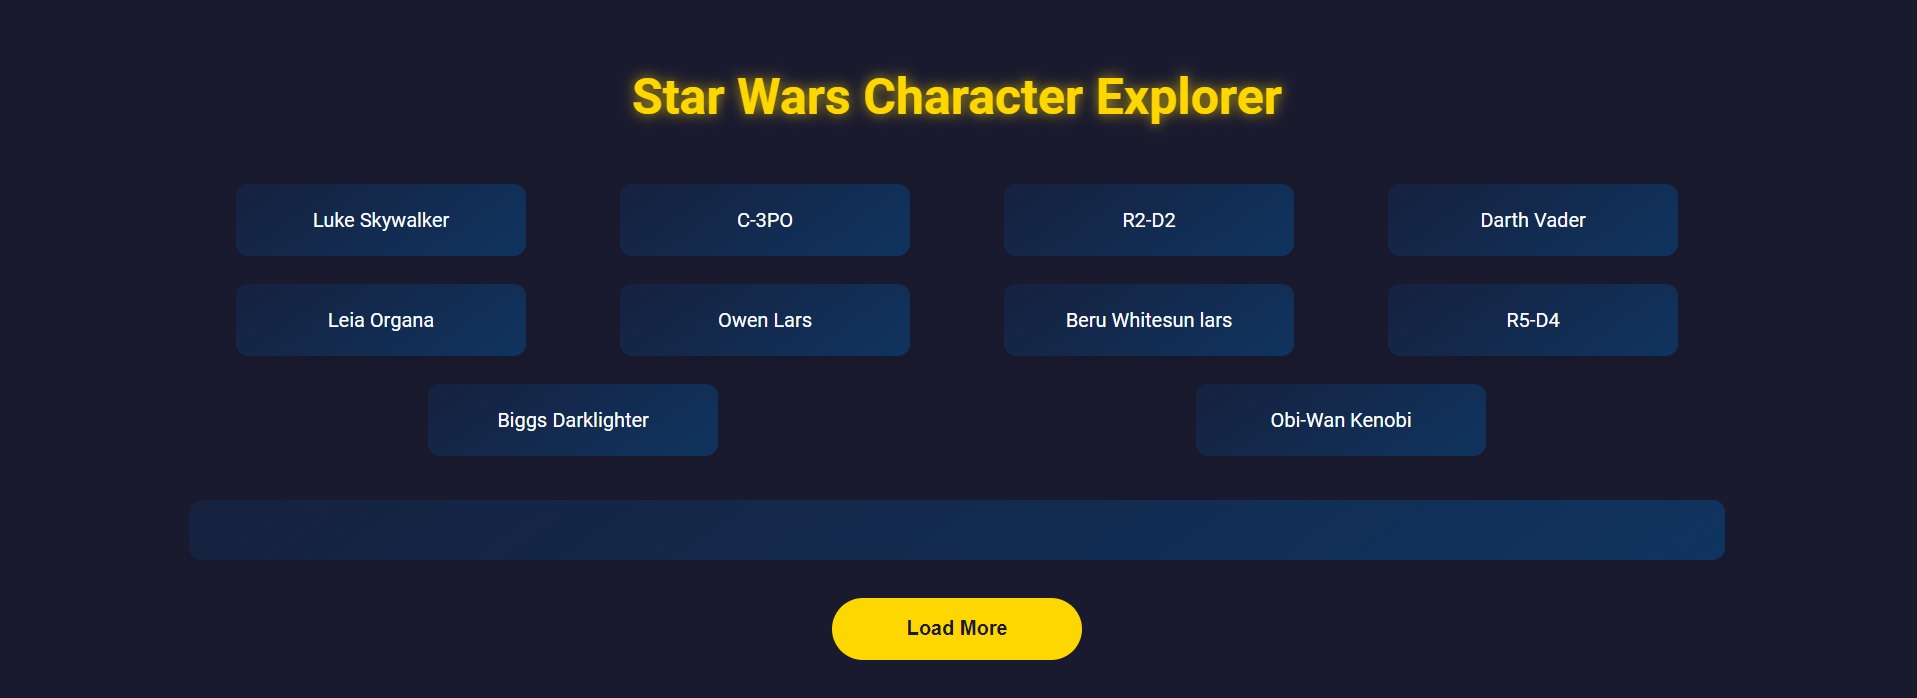 Star Wars Character Explorer
Luke Skywalker
C-3PO
R2-D2
Darth Vader
Leia Organa
Owen Lars
Beru Whitesun lars
R5-D4
Biggs Darklighter
Obi-Wan Kenobi
Load More